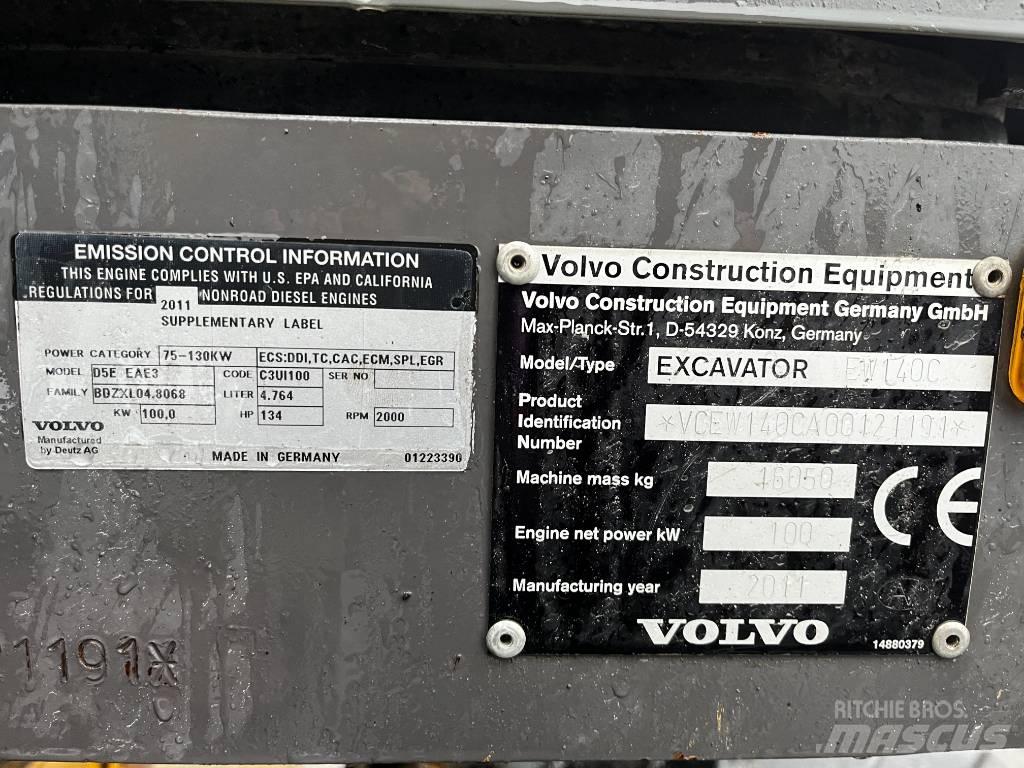 EMISSION CONTROL INFORMATION
THIS ENGINE COMPLIES WITH U.S. EPA AND CALIFORNIA
REGULATIONS FOR 2011 NONROAD DIESEL ENGINES
SUPPLEMENTARY LABEL
POWER CATEGORY 75-130KW ECS:DDI,TC,CAC,ECM,SPL,EGR
MODEL D5E EAE3 CODE C3UI100 SER NO
FAMILY BDZXL04.8068 LITER 4.764
KW 100,0 HP 134 RPM 2000
VOLVO
Manufactured
by Deutz AG
MADE IN GERMANY 01223390
Volvo Construction Equipment
Volvo Construction Equipment Germany GmbH
Max-Planck-Str.1, D-54329 Konz, Germany
Model/Type EXCAVATOR EW140C
Product
Identification
Number *VCEW140CA00121191*
Machine mass kg 16050
Engine net power kW 100
Manufacturing year 2011
CE
VOLVO
14880379
1191*
RITCHIE BROS.
MASCUS